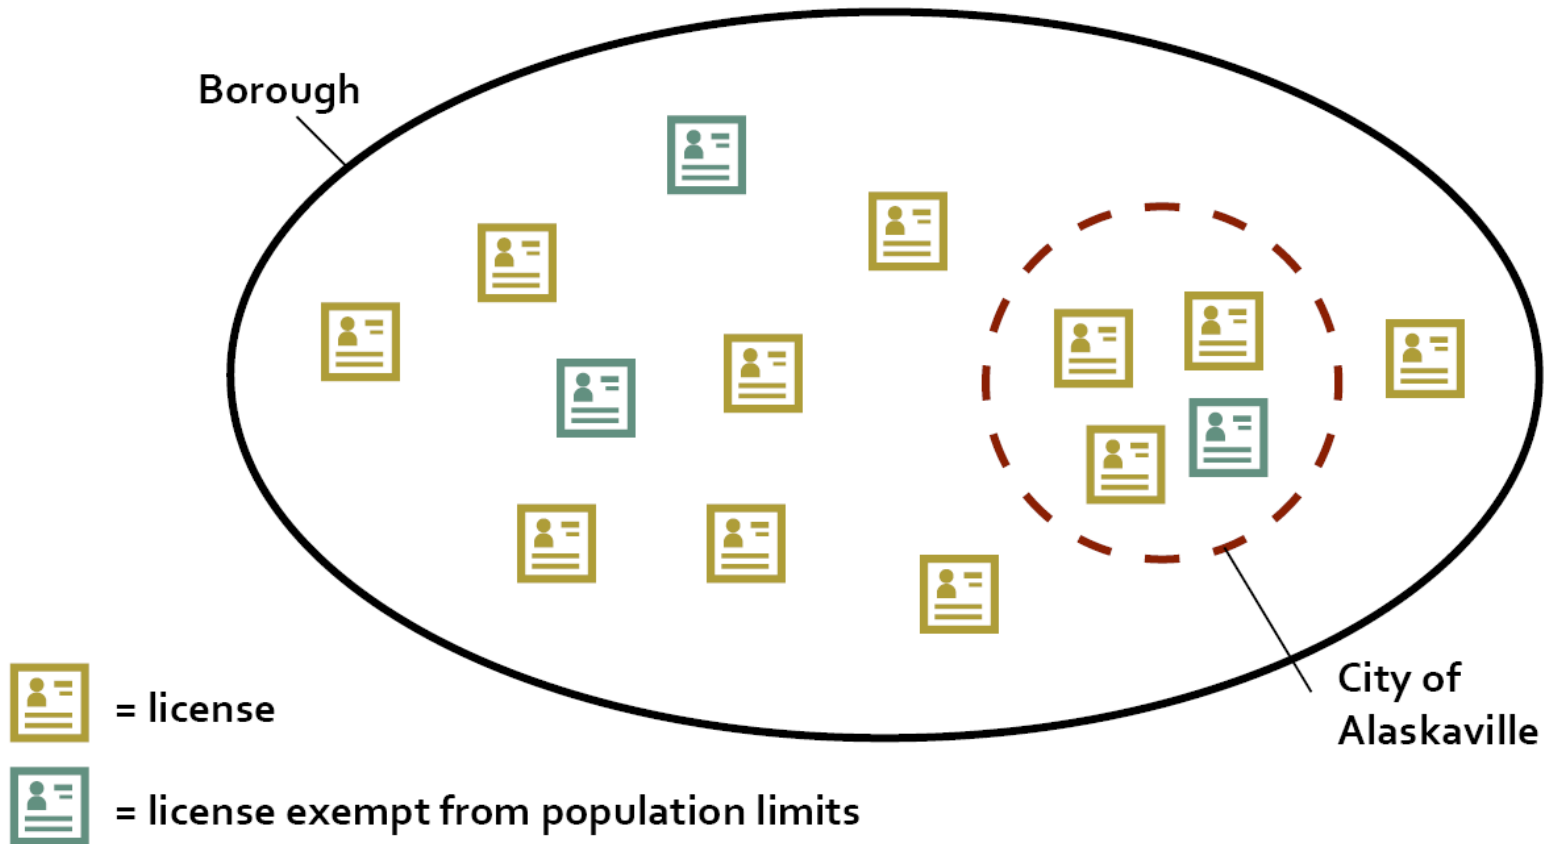 Borough
City of
Alaskaville
= license
= license exempt from population limits